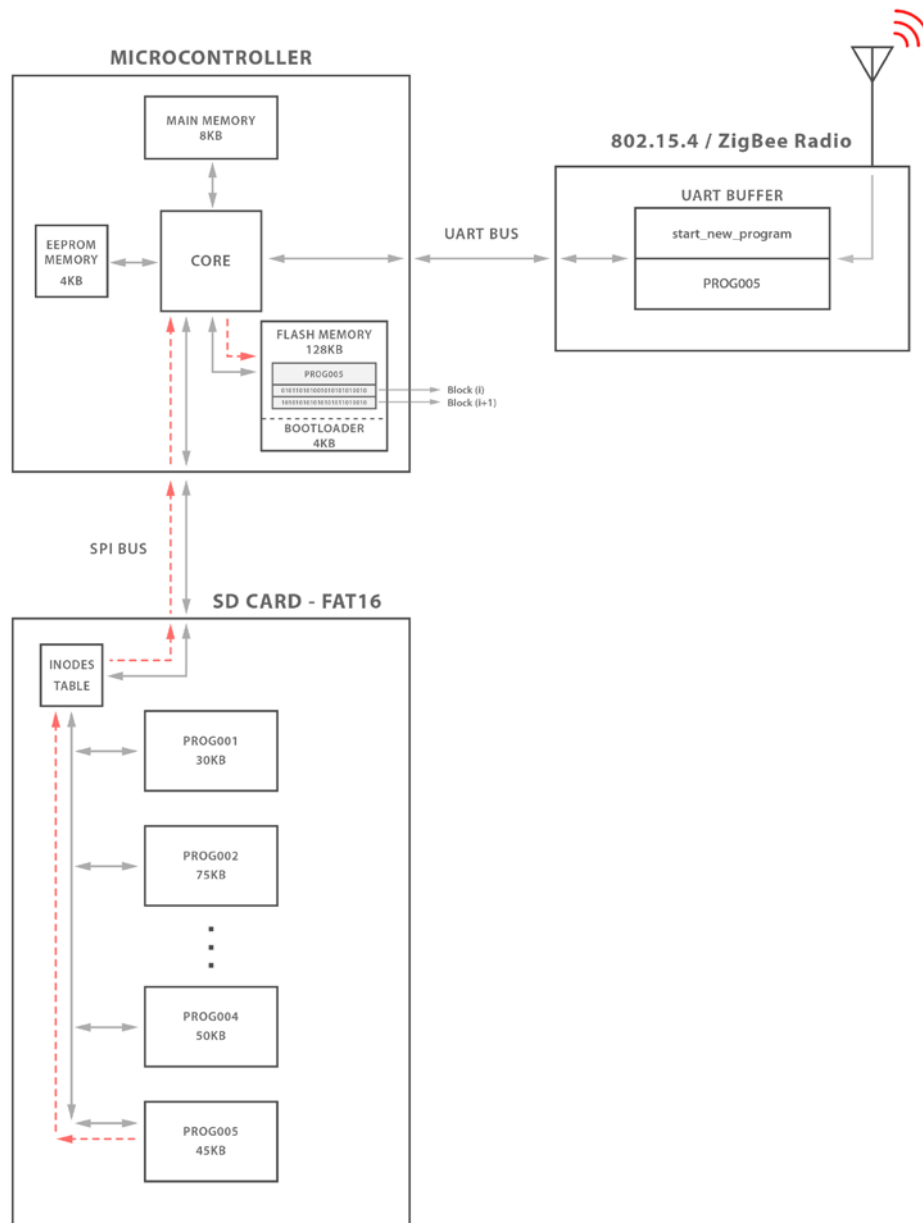 MICROCONTROLLER
MAIN MEMORY
8KB
EEPROM
MEMORY
4KB
CORE
FLASH MEMORY
128KB
PROG005
Block (i)
Block (i+1)
BOOTLOADER
4KB
UART BUS
802.15.4 / ZigBee Radio
UART BUFFER
start_new_program
PROG005
SPI BUS
SD CARD - FAT16
INODES
TABLE
PROG001
30KB
PROG002
75KB
PROG004
50KB
PROG005
45KB